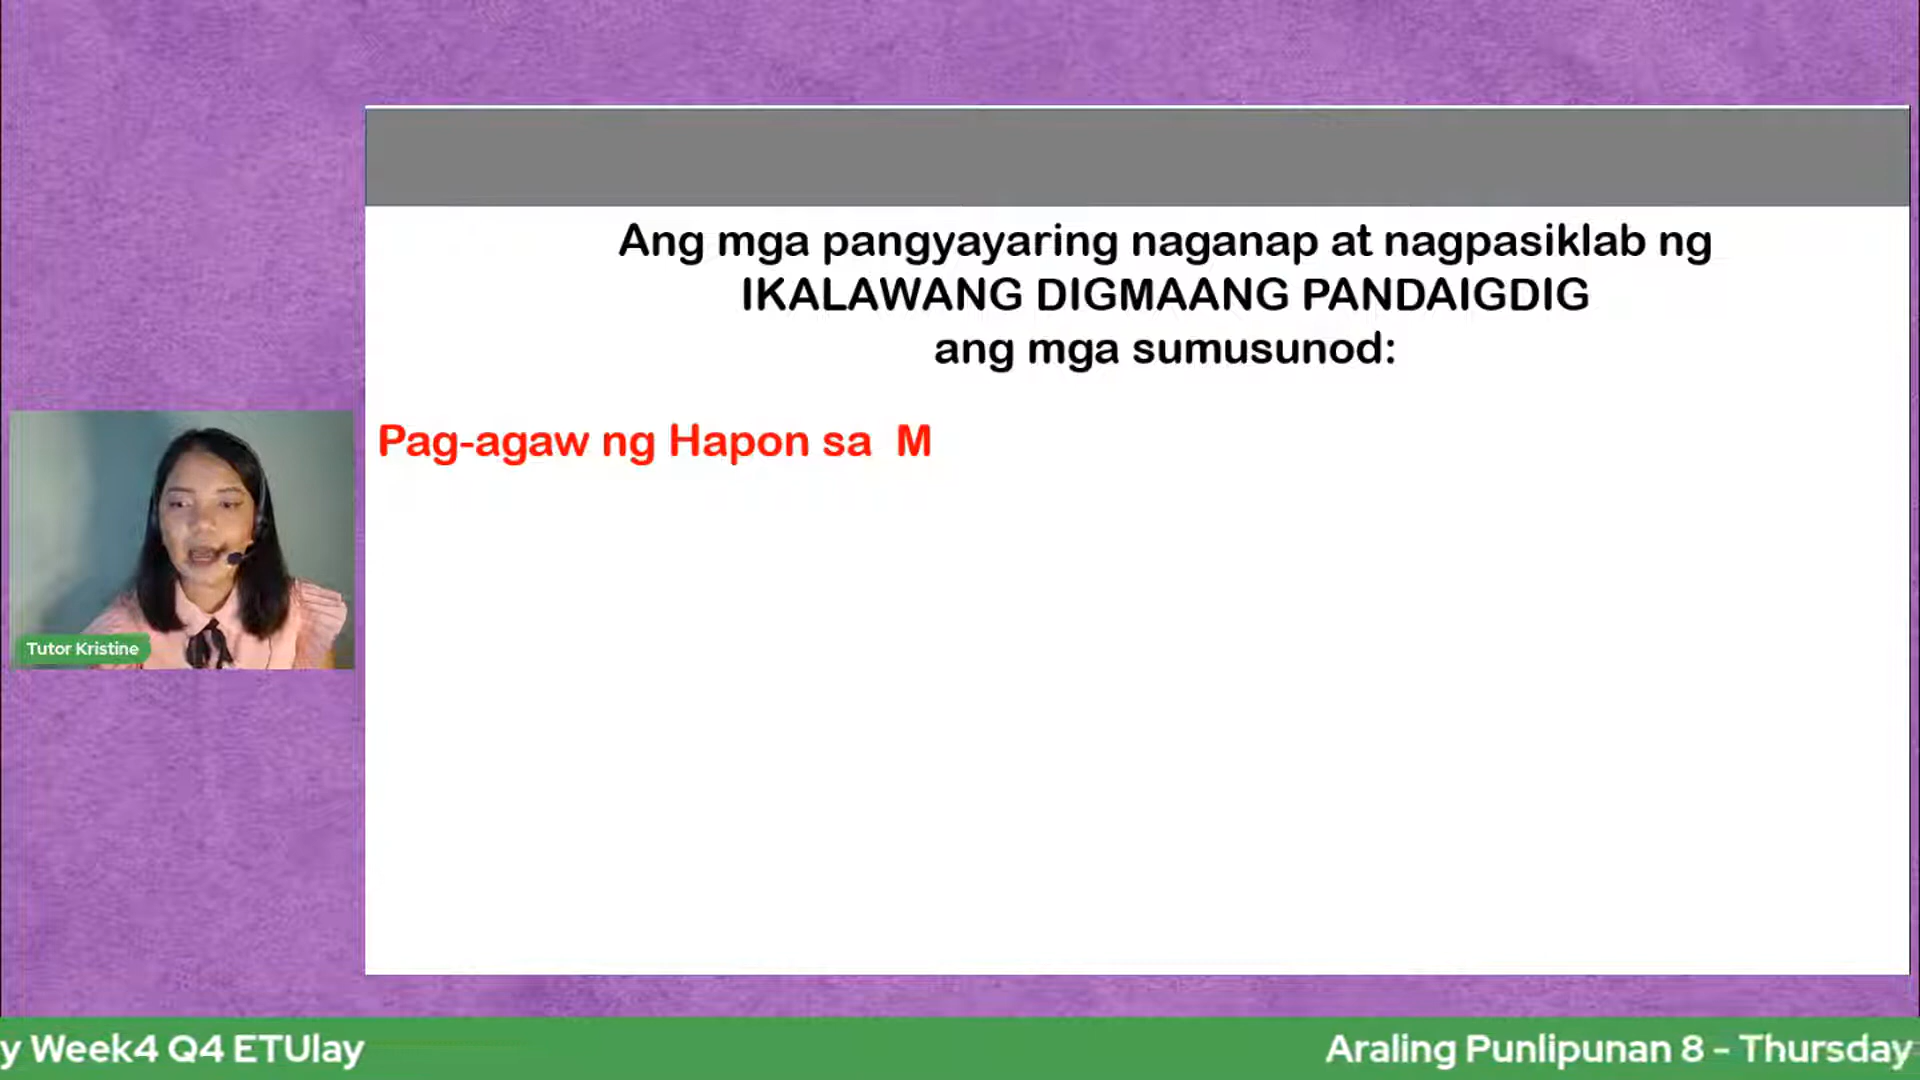 Ang mga pangyayaring naganap at nagpasiklab ng
IKALAWANG DIGMAANG PANDAIGDIG
ang mga sumusunod:
Pag-agaw ng Hapon sa  M
Tutor Kristine
y Week4 Q4 ETUlay
Araling Punlipunan 8 - Thursday